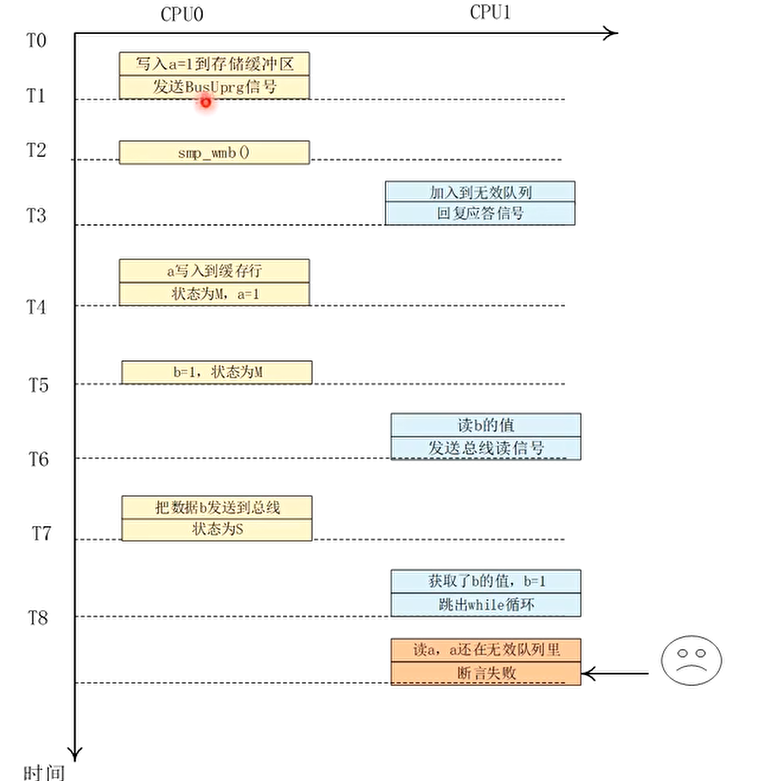 CPU0
CPU1
T0
写入a=1到存储缓冲区
发送BusUprg信号
T1
T2
smp_wmb()
加入到无效队列
T3
回复应答信号
a写入到缓存行
状态为M, a=1
T4
b=1, 状态为M
T5
读b的值
发送总线读信号
T6
把数据b发送到总线
状态为S
T7
获取了b的值, b=1
跳出while循环
T8
读a, a还在无效队列里
断言失败
时间